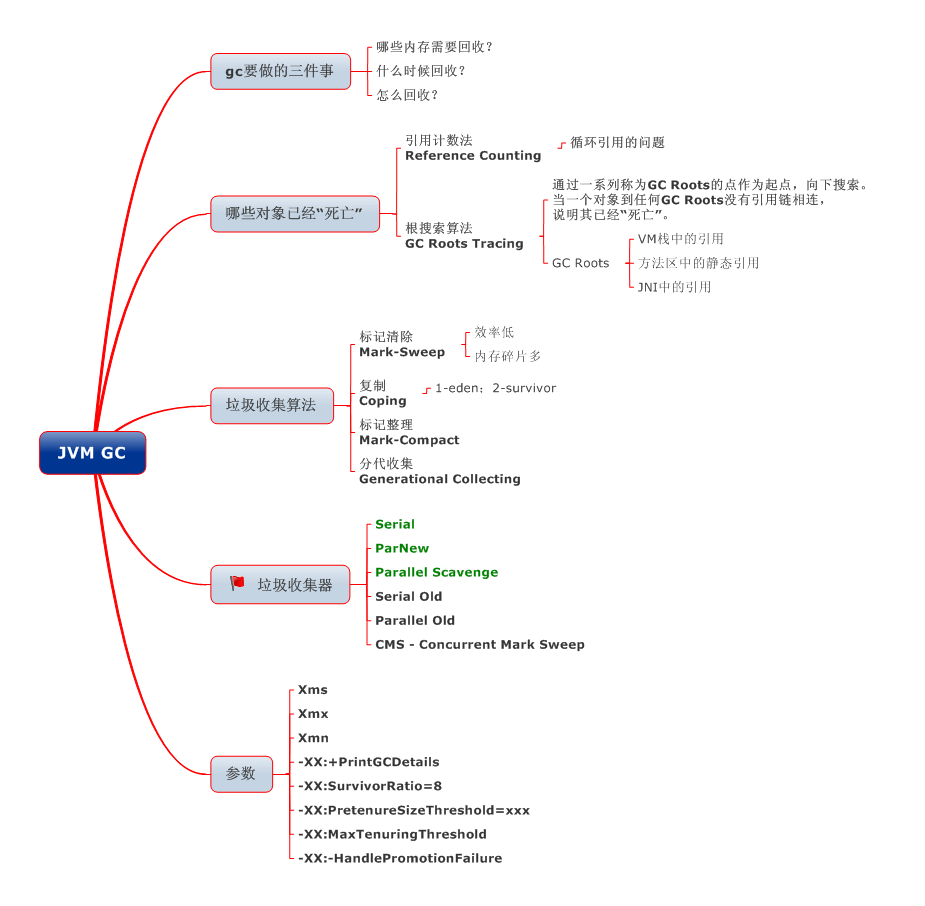 JVM GC
gc要做的三件事
哪些内存需要回收?
什么时候回收?
怎么回收?
哪些对象已经“死亡”
引用计数法
Reference Counting
循环引用的问题
根搜索算法
GC Roots Tracing
通过一系列称为GC Roots的点作为起点，向下搜索。
当一个对象到任何GC Roots没有引用链相连，
说明其已经“死亡”。
GC Roots
VM栈中的引用
方法区中的静态引用
JNI中的引用
垃圾收集算法
标记清除
Mark-Sweep
效率低
内存碎片多
复制
Coping
1-eden；2-survivor
标记整理
Mark-Compact
分代收集
Generational Collecting
垃圾收集器
Serial
ParNew
Parallel Scavenge
Serial Old
Parallel Old
CMS - Concurrent Mark Sweep
参数
Xms
Xmx
Xmn
-XX:+PrintGCDetails
-XX:SurvivorRatio=8
-XX:PretenureSizeThreshold=xxx
-XX:MaxTenuringThreshold
-XX:-HandlePromotionFailure